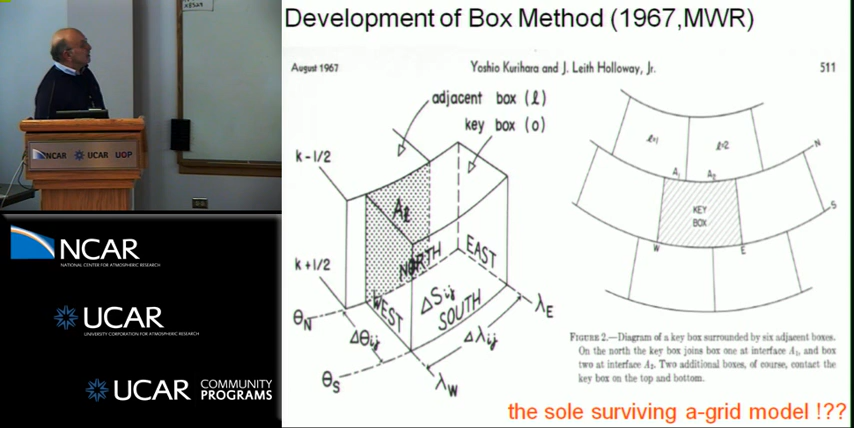 Development of Box Method (1967,MWR)
August 1967
Yoshio Kurihara and J. Leith Holloway, Jr.
511
adjacent box (ℓ)
key box (o)
k-1/2
k+1/2
Aℓ
NORTH
EAST
WEST
SOUTH
ΔSij
θN
Δθij
θS
λW
Δλij
λE
ℓ=1
ℓ=2
N
A1
A2
S
KEY
BOX
W
E
FIGURE 2.—Diagram of a key box surrounded by six adjacent boxes.
On the north the key box joins box one at interface A1, and box
two at interface A2. Two additional boxes, of course, contact the
key box on the top and bottom.
the sole surviving a-grid model !??
NCAR UCAR UOP
NCAR
NATIONAL CENTER FOR ATMOSPHERIC RESEARCH
UCAR
UNIVERSITY CORPORATION FOR ATMOSPHERIC RESEARCH
UCAR COMMUNITY
PROGRAMS